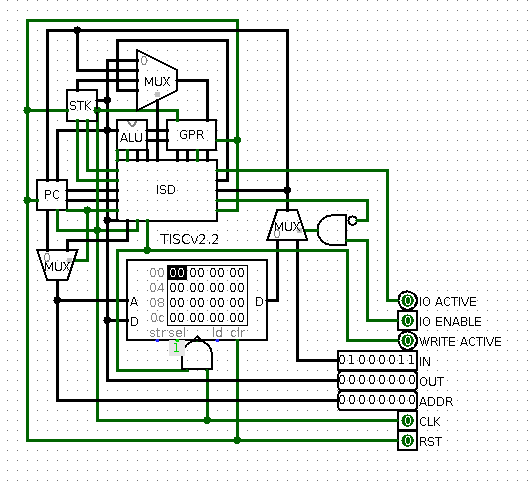 0
MUX
STK
ALU
GPR
PC
ISD
MUX
0
TISCv2.2
0
MUX
00 00 00 00 00
04 00 00 00 00
A 08 00 00 00 00 D
D 0c 00 00 00 00
str sel ld clr
1
IO ACTIVE
0 IO ENABLE
WRITE ACTIVE
01000011 IN
00000000 OUT
00000000 ADDR
0 CLK
0 RST